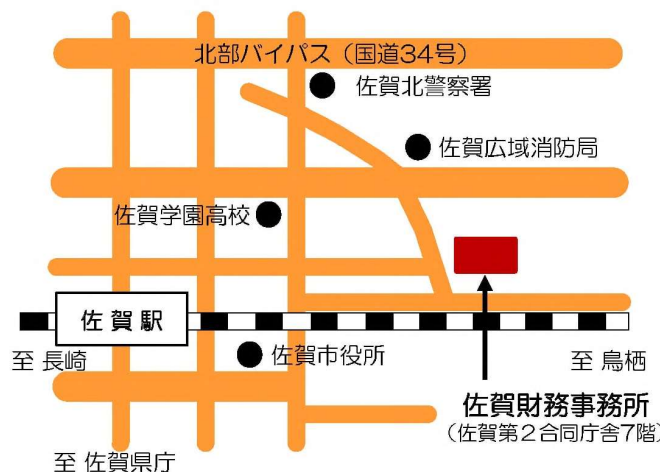 北部バイパス（国道34号）
佐賀北警察署
佐賀広域消防局
佐賀学園高校
佐賀駅
至 長崎
佐賀市役所
至 鳥栖
佐賀財務事務所
（佐賀第２合同庁舎7階）
至 佐賀県庁